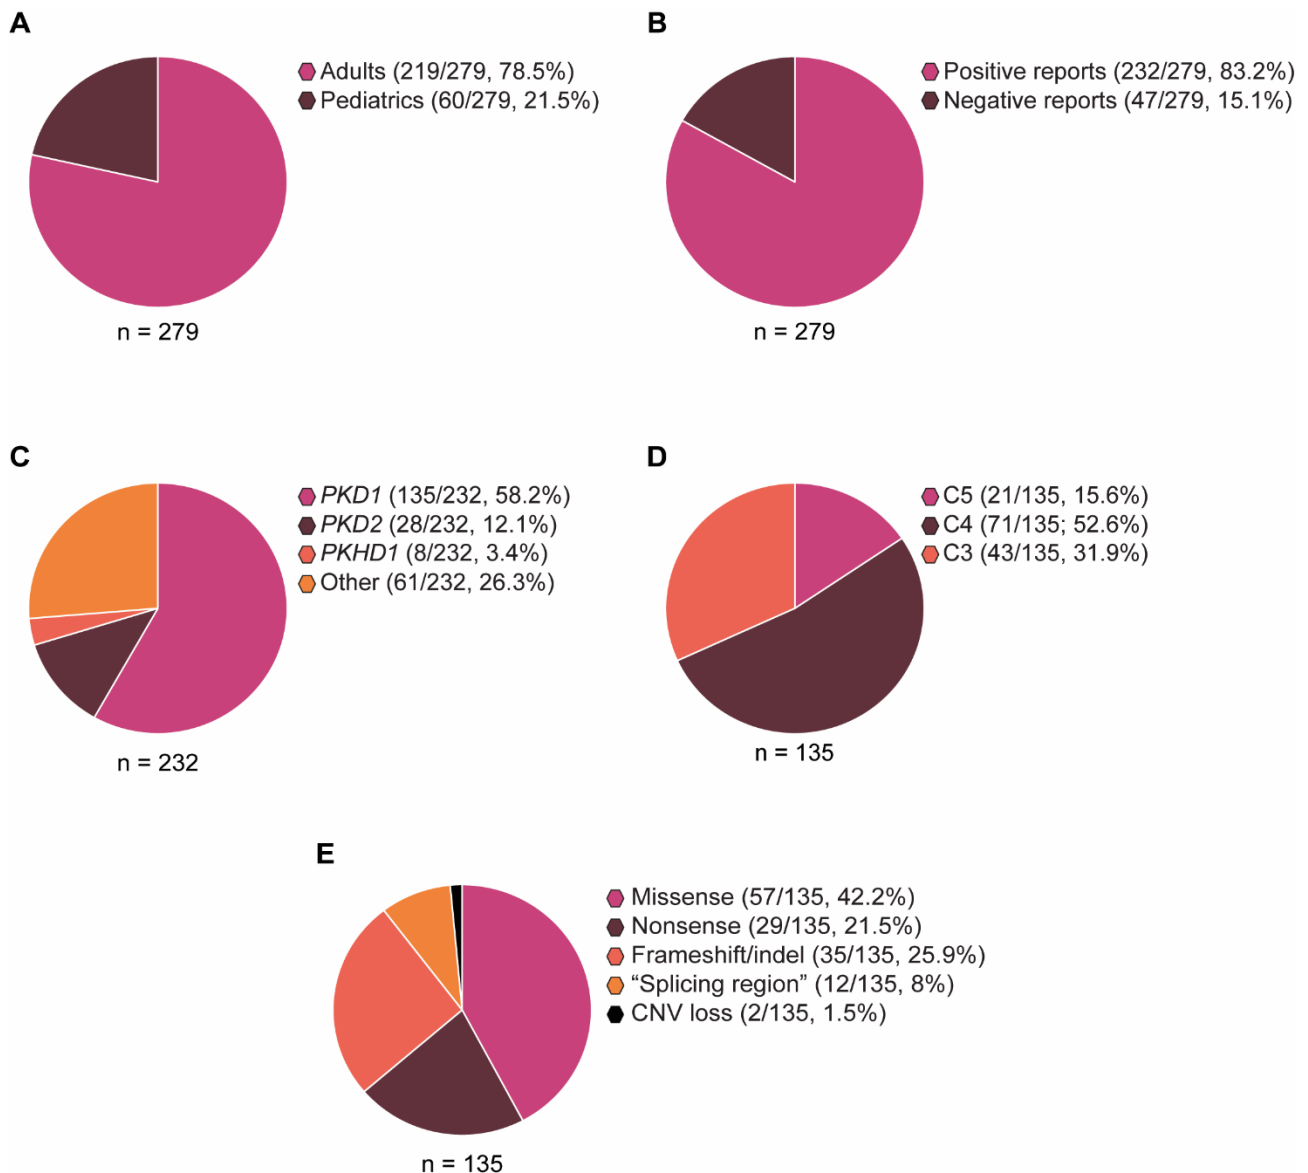 A
Adults (219/279, 78.5%)
Pediatrics (60/279, 21.5%)
n = 279
B
Positive reports (232/279, 83.2%)
Negative reports (47/279, 15.1%)
n = 279
C
PKD1 (135/232, 58.2%)
PKD2 (28/232, 12.1%)
PKHD1 (8/232, 3.4%)
Other (61/232, 26.3%)
n = 232
D
C5 (21/135, 15.6%)
C4 (71/135; 52.6%)
C3 (43/135, 31.9%)
n = 135
E
Missense (57/135, 42.2%)
Nonsense (29/135, 21.5%)
Frameshift/indel (35/135, 25.9%)
“Splicing region” (12/135, 8%)
CNV loss (2/135, 1.5%)
n = 135